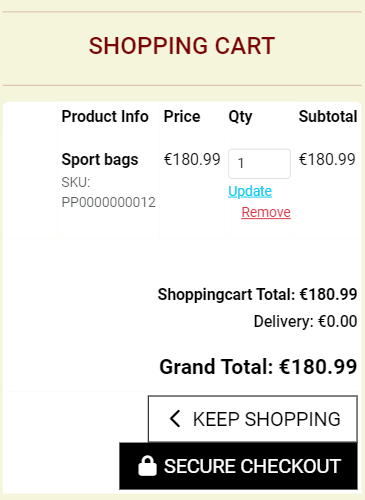 SHOPPING CART
Product Info Price Qty Subtotal
Sport bags €180.99 1 €180.99
SKU:
PP0000000012
Update
Remove
Shoppingcart Total: €180.99
Delivery: €0.00
Grand Total: €180.99
KEEP SHOPPING
SECURE CHECKOUT